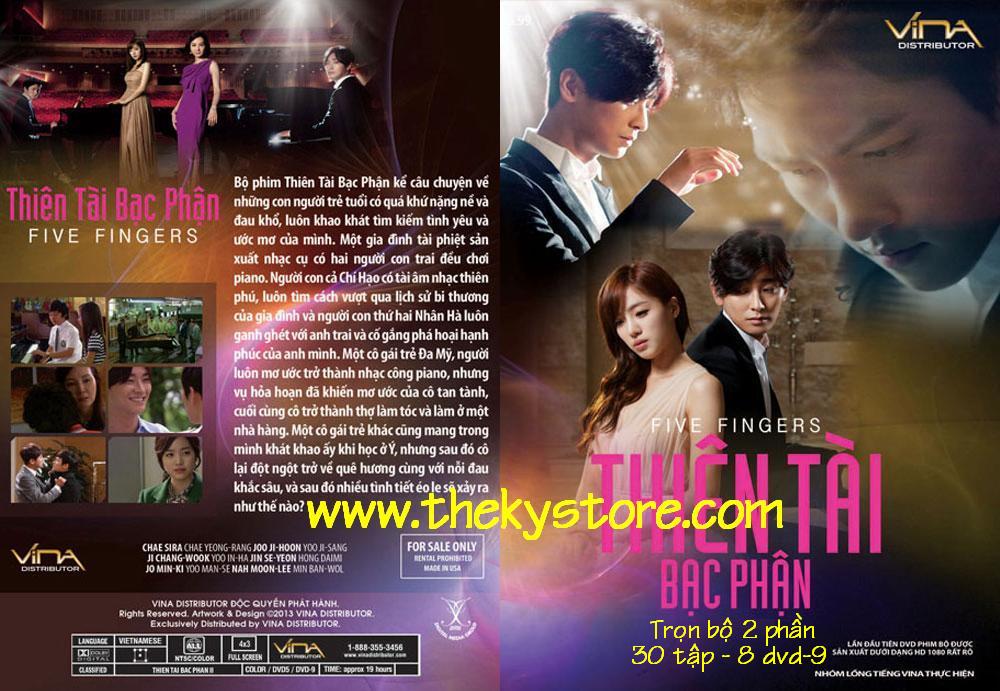 Thiên Tài Bạc Phận
FIVE FINGERS
Bộ phim Thiên Tài Bạc Phận kể câu chuyện về
những con người trẻ tuổi có quá khứ nặng nề và
đau khổ, luôn khao khát tìm kiếm tình yêu và
ước mơ của mình. Một gia đình tài phiệt sản
xuất nhạc cụ có hai người con trai đều chơi
piano. Người con cả Chí Hạo có tài âm nhạc thiên
phú, luôn tìm cách vượt qua lịch sử bi thương
của gia đình và người con thứ hai Nhân Hà luôn
ganh ghét với anh trai và cố gắng phá hoại hạnh
phúc của anh mình. Một cô gái trẻ Đa Mỹ, người
luôn mơ ước trở thành nhạc công piano, nhưng
vụ hỏa hoạn đã khiến mơ ước của cô tan tành,
cuối cùng cô trở thành thợ làm tóc và làm ở một
nhà hàng. Một cô gái trẻ khác cũng mang trong
mình khát khao ấy khi học ở Ý, nhưng sau đó cô
lại đột ngột trở về quê hương cùng với nỗi đau
khắc sâu, và sau đó nhiều tình tiết éo le sẽ xảy ra
như thế nào?
VINA
DISTRIBUTOR
CHAE SIRA CHAE YEONG-RANG JOO JI-HOON YOO JI-SANG
JI CHANG-WOOK YOO IN-HA JIN SE-YEON HONG DAIMI
JO MIN-KI YOO MAN-SE NAH MOON-LEE MIN BAN-WOL
FOR SALE ONLY
RENTAL PROHIBITED
MADE IN USA
VINA DISTRIBUTOR ĐỘC QUYỀN PHÁT HÀNH.
Rights Reserved. Artwork & Design ©2013 VINA DISTRIBUTOR.
Exclusively Distributed by VINA DISTRIBUTOR.
DIGITAL MEDIA GROUP
LANGUAGE VIETNAMESE
DOLBY DIGITAL
ALL
NTSC/COLOR
4x3
FULL SCREEN
VINA
DISTRIBUTOR
1-888-355-3456
www.vinadistributor.com
CLASSIFIED THIEN TAI BAC PHAN II COLOR / DVD5 / DVD-9 TIME: approx 19 hours
.99
VINA
DISTRIBUTOR
FIVE FINGERS
THIÊN TÀI
www.thekystore.com
BẠC PHẬN
Trọn bộ 2 phần
30 tập - 8 dvd-9
LẦN ĐẦU TIÊN DVD PHIM BỘ ĐƯỢC
SẢN XUẤT DƯỚI DẠNG HD 1080 RẤT RÕ
NHÓM LỒNG TIẾNG VINA THỰC HIỆN